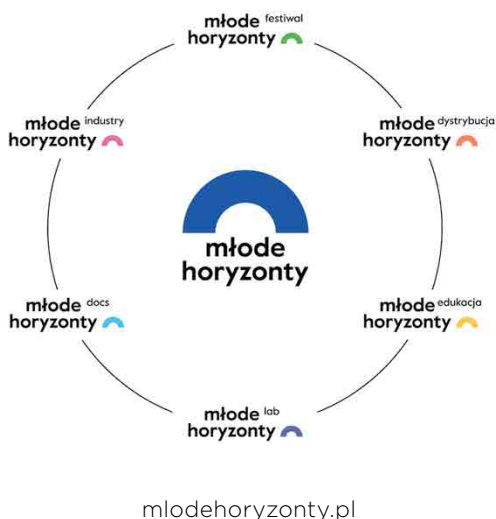 młode festiwal
horyzonty
młode industry
horyzonty
młode dystrybucja
horyzonty
młode
horyzonty
młode docs
horyzonty
młode edukacja
horyzonty
młode lab
horyzonty
mlodehoryzonty.pl